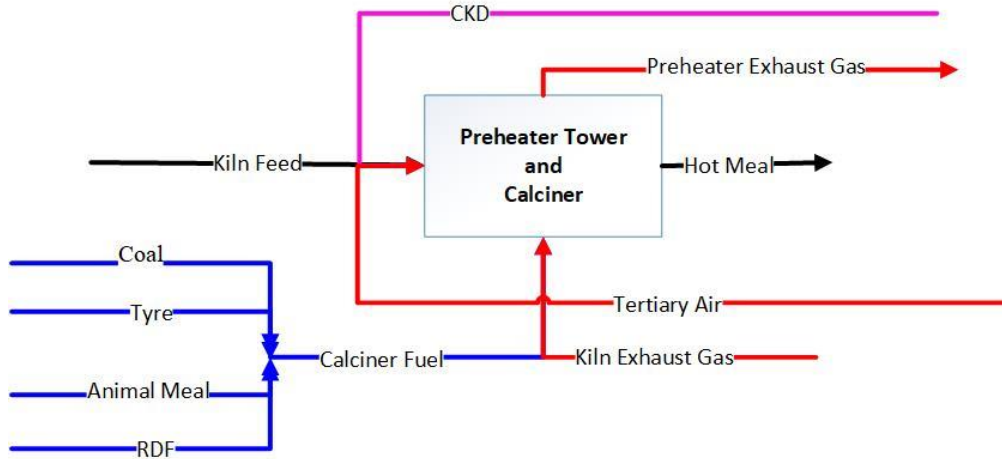 CKD
Preheater Exhaust Gas
Preheater Tower
and
Calciner
Kiln Feed
Hot Meal
Coal
Tyre
Tertiary Air
Calciner Fuel
Kiln Exhaust Gas
Animal Meal
RDF